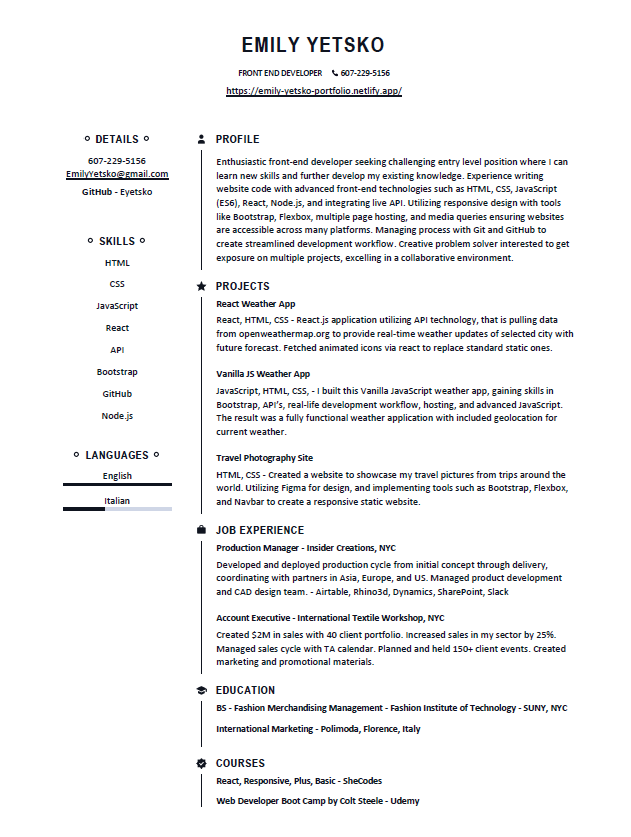 EMILY YETSKO
FRONT END DEVELOPER 607-229-5156
https://emily-yetsko-portfolio.netlify.app/
DETAILS
607-229-5156
EmilyYetsko@gmail.com
GitHub - Eyetsko
SKILLS
HTML
CSS
JavaScript
React
API
Bootstrap
GitHub
Node.js
LANGUAGES
English
Italian
PROFILE
Enthusiastic front-end developer seeking challenging entry level position where I can
learn new skills and further develop my existing knowledge. Experience writing
website code with advanced front-end technologies such as HTML, CSS, JavaScript
(ES6), React, Node.js, and integrating live API. Utilizing responsive design with tools
like Bootstrap, Flexbox, multiple page hosting, and media queries ensuring websites
are accessible across many platforms. Managing process with Git and GitHub to
create streamlined development workflow. Creative problem solver interested to get
exposure on multiple projects, excelling in a collaborative environment.
PROJECTS
React Weather App
React, HTML, CSS - React.js application utilizing API technology, that is pulling data
from openweathermap.org to provide real-time weather updates of selected city with
future forecast. Fetched animated icons via react to replace standard static ones.
Vanilla JS Weather App
JavaScript, HTML, CSS, - I built this Vanilla JavaScript weather app, gaining skills in
Bootstrap, API's, real-life development workflow, hosting, and advanced JavaScript.
The result was a fully functional weather application with included geolocation for
current weather.
Travel Photography Site
HTML, CSS - Created a website to showcase my travel pictures from trips around the
world. Utilizing Figma for design, and implementing tools such as Bootstrap, Flexbox,
and Navbar to create a responsive static website.
JOB EXPERIENCE
Production Manager - Insider Creations, NYC
Developed and deployed production cycle from initial concept through delivery,
coordinating with partners in Asia, Europe, and US. Managed product development
and CAD design team. - Airtable, Rhino3d, Dynamics, SharePoint, Slack
Account Executive - International Textile Workshop, NYC
Created $2M in sales with 40 client portfolio. Increased sales in my sector by 25%.
Managed sales cycle with TA calendar. Planned and held 150+ client events. Created
marketing and promotional materials.
EDUCATION
BS - Fashion Merchandising Management - Fashion Institute of Technology - SUNY, NYC
International Marketing - Polimoda, Florence, Italy
COURSES
React, Responsive, Plus, Basic - SheCodes
Web Developer Boot Camp by Colt Steele - Udemy